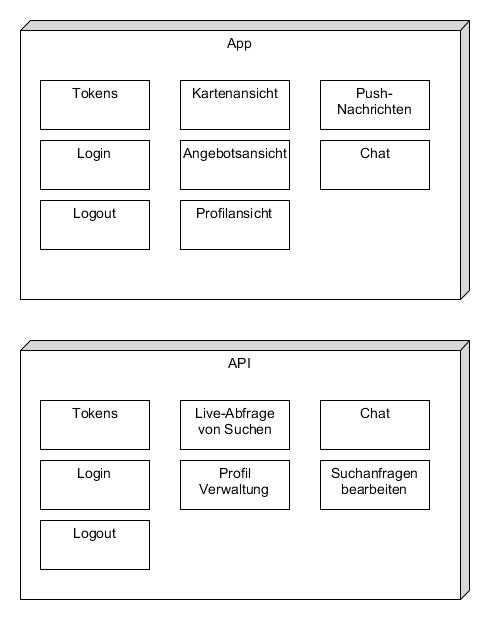 App
Tokens
Kartenansicht
Push-
Nachrichten
Login
Angebotsansicht
Chat
Logout
Profilansicht
API
Tokens
Live-Abfrage
von Suchen
Chat
Login
Profil
Verwaltung
Suchanfragen
bearbeiten
Logout